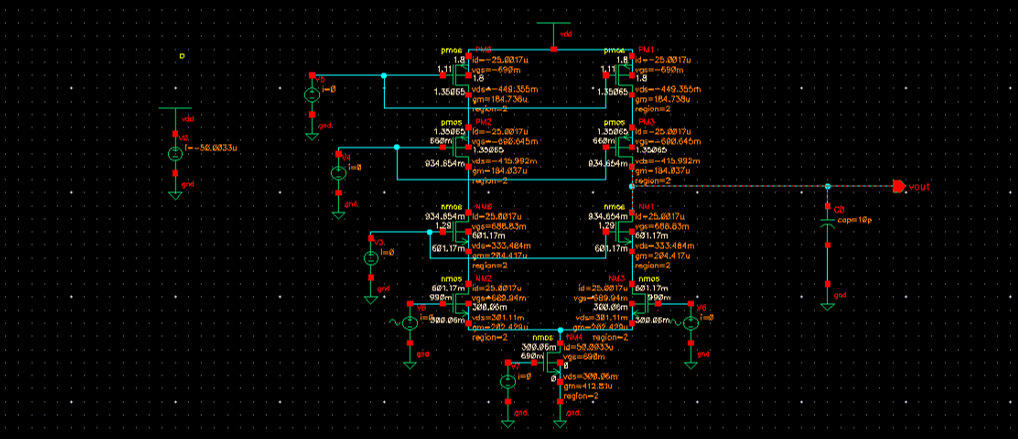 vdd
pmos
PM0
1.8
id=-25.0017u
vgs=-690m
1.11
1.8
vds=-449.355m
1.35065
gm=184.738u
region=2
pmos
PM1
1.8
id=-25.0017u
vgs=-690m
1.11
1.8
vds=-449.355m
1.35065
gm=184.738u
region=2
i=0
gnd
vdd
i=-50.0033u
gnd
pmos
PM2
1.35065
id=-25.0017u
vgs=-690.645m
660m
1.35065
vds=-415.992m
934.654m
gm=184.037u
region=2
pmos
PM3
1.35065
id=-25.0017u
vgs=-690.645m
660m
1.35065
vds=-415.992m
934.654m
gm=184.037u
region=2
i=0
gnd
vout
nmos
934.654m
id=25.0017u
vgs=688.83m
1.29
601.17m
vds=333.484m
601.17m
gm=204.417u
region=2
nmos
NM1
934.654m
id=25.0017u
vgs=688.83m
1.29
601.17m
vds=333.484m
601.17m
gm=204.417u
region=2
cap=10p
gnd
i=0
gnd
nmos
NM2
601.17m
id=25.0017u
vgs=689.94m
990m
300.06m
vds=301.11m
300.06m
gm=202.429u
region=2
nmos
NM3
601.17m
id=25.0017u
vgs=689.94m
990m
300.06m
vds=301.11m
300.06m
gm=202.429u
region=2
i=0
gnd
i=0
gnd
nmos
NM4
300.06m
id=50.0033u
vgs=690m
690m
0
vds=300.06m
0
gm=412.81u
region=2
i=0
gnd
gnd